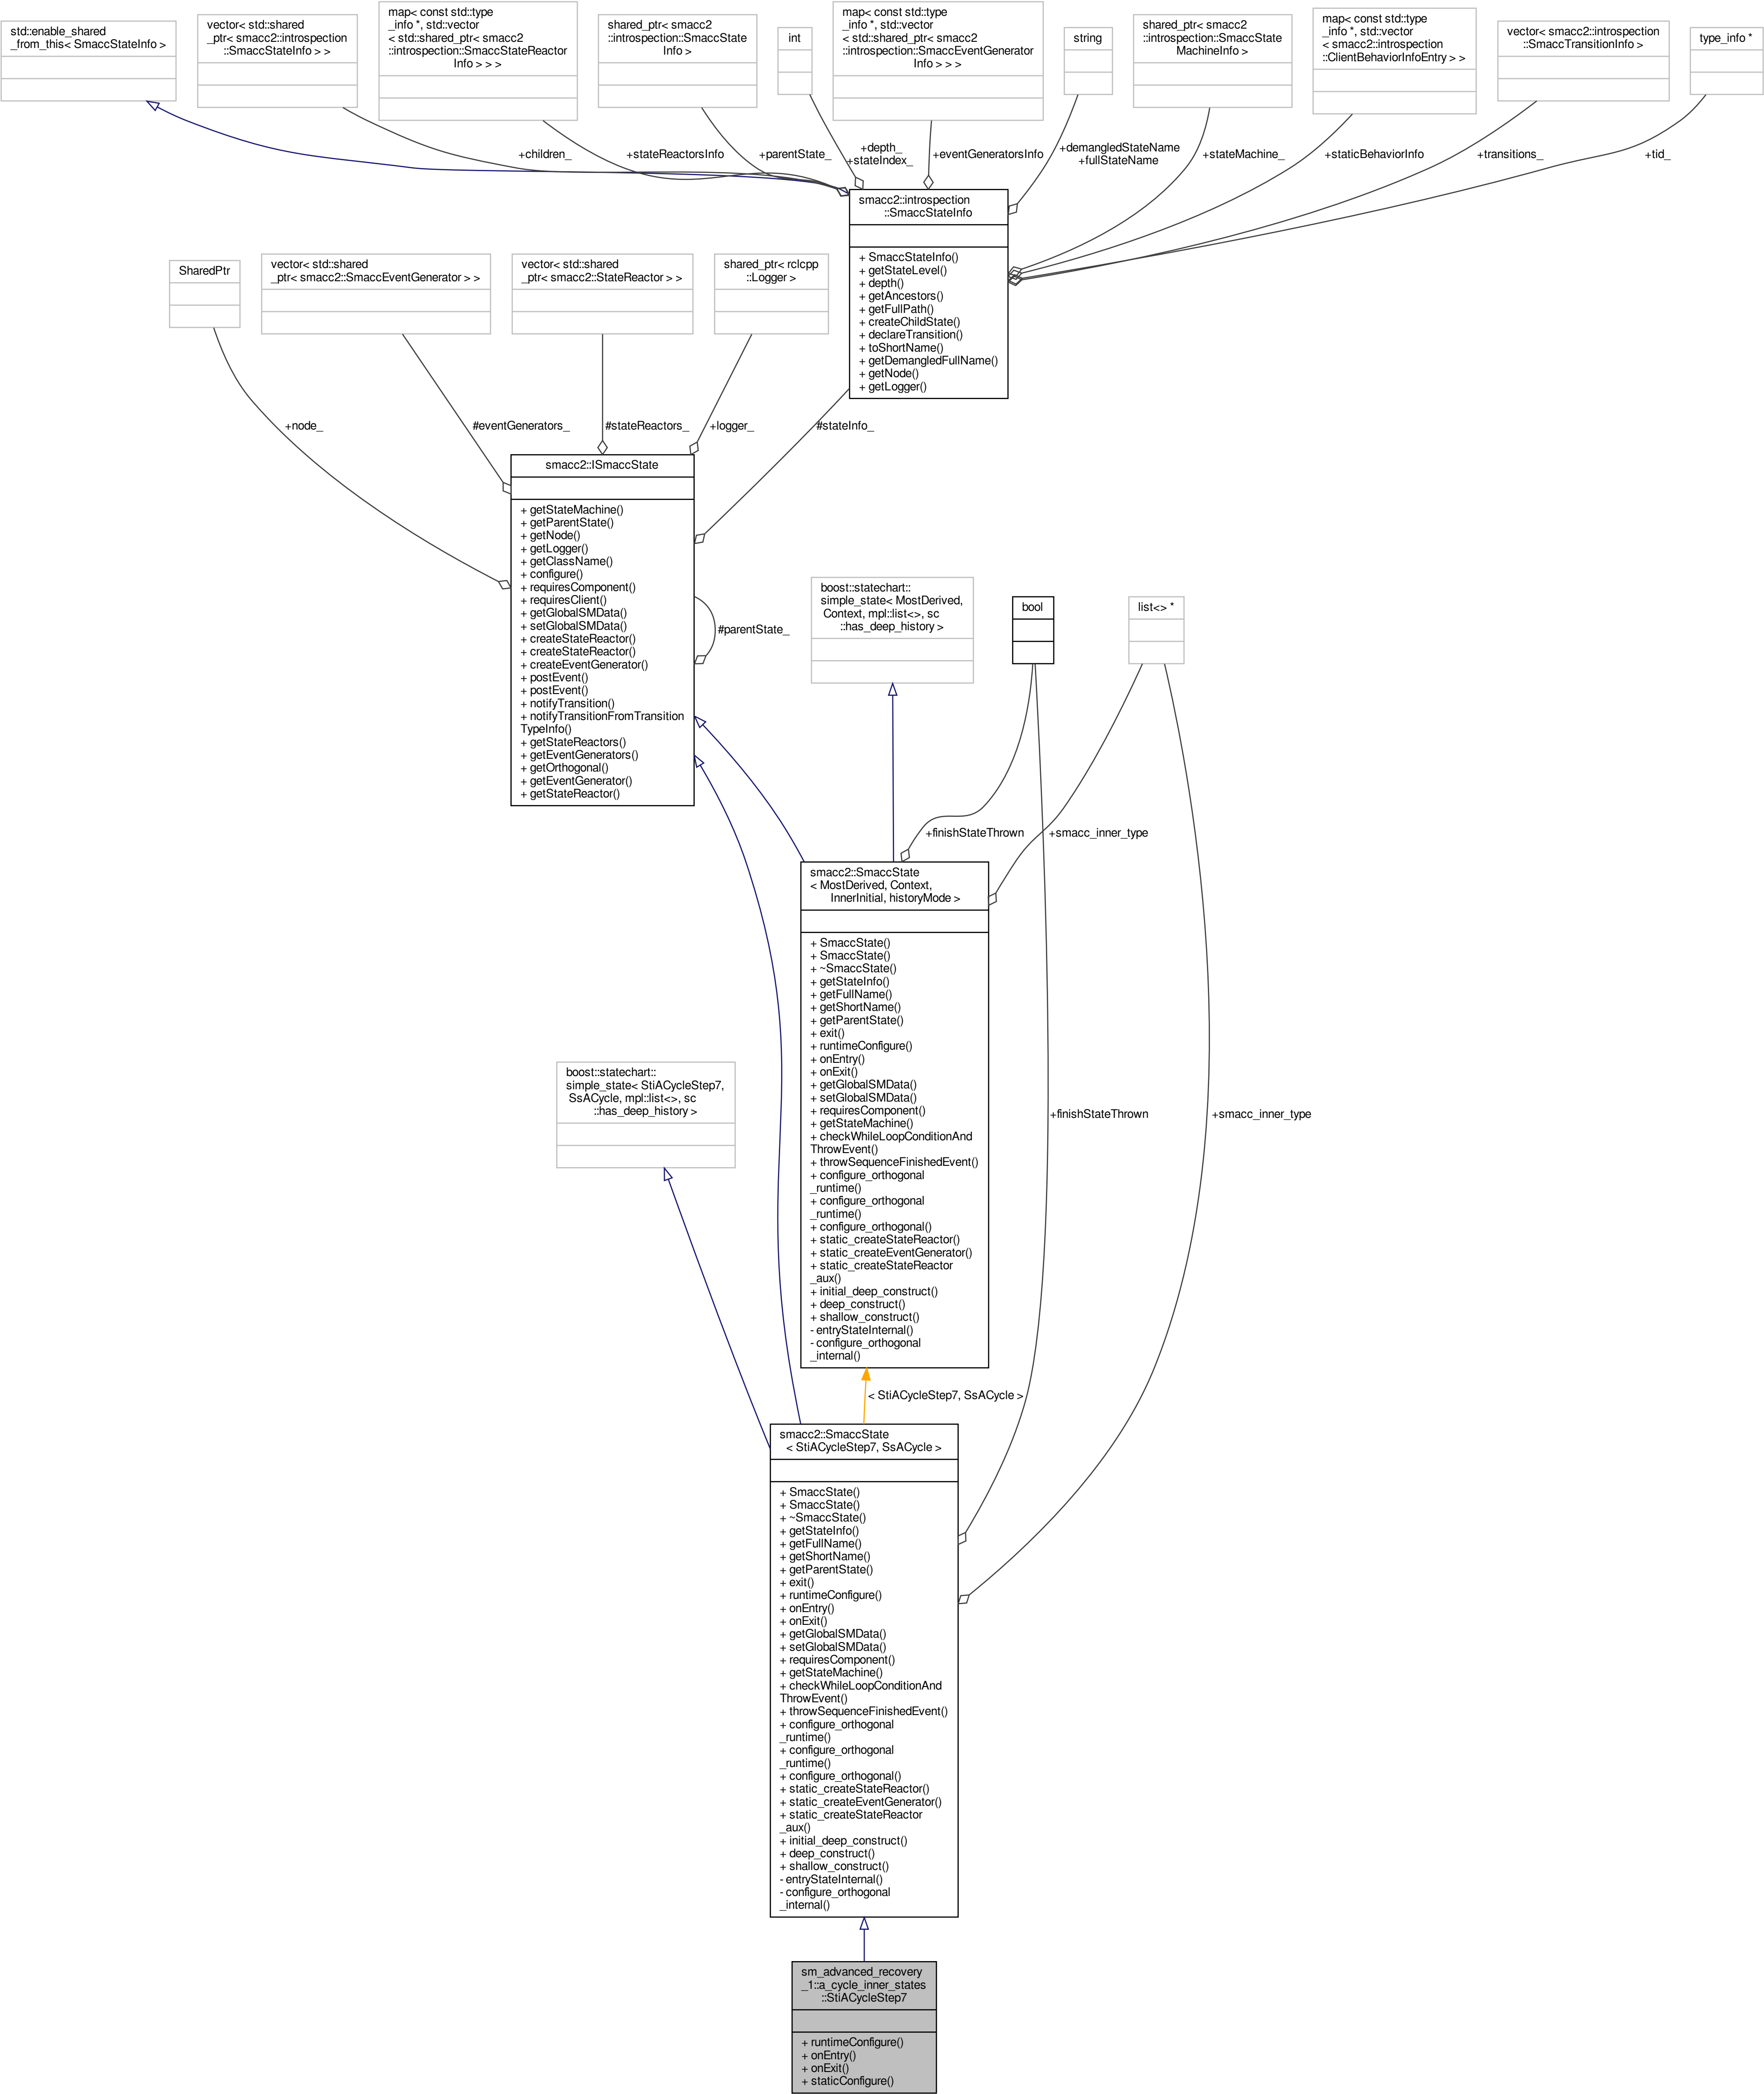 std::enable_shared
_from_this< SmaccStateInfo >
vector< std::shared
_ptr< smacc2::introspection
::SmaccStateInfo > >
map< const std::type
_info *, std::vector
< std::shared_ptr< smacc2
::introspection::SmaccStateReactor
Info > > >
shared_ptr< smacc2
::introspection::SmaccState
Info >
int
map< const std::type
_info *, std::vector
< std::shared_ptr< smacc2
::introspection::SmaccEventGenerator
Info > > >
string
shared_ptr< smacc2
::introspection::SmaccState
MachineInfo >
map< const std::type
_info *, std::vector
< smacc2::introspection
::ClientBehaviorInfoEntry > >
vector< smacc2::introspection
::SmaccTransitionInfo >
type_info *
+children_
+stateReactorsInfo
+parentState_
+depth_
+stateIndex_
+eventGeneratorsInfo
+demangledStateName
+fullStateName
+stateMachine_
+staticBehaviorInfo
+transitions_
+tid_
smacc2::introspection
::SmaccStateInfo
+ SmaccStateInfo()
+ getStateLevel()
+ depth()
+ getAncestors()
+ getFullPath()
+ createChildState()
+ declareTransition()
+ toShortName()
+ getDemangledFullName()
+ getNode()
+ getLogger()
SharedPtr
vector< std::shared
_ptr< smacc2::SmaccEventGenerator > >
vector< std::shared
_ptr< smacc2::StateReactor > >
shared_ptr< rclcpp
::Logger >
+node_
#eventGenerators_
#stateReactors_
+logger_
#stateInfo_
smacc2::ISmaccState
+ getStateMachine()
+ getParentState()
+ getNode()
+ getLogger()
+ getClassName()
+ configure()
+ requiresComponent()
+ requiresClient()
+ getGlobalSMData()
+ setGlobalSMData()
+ createStateReactor()
+ createStateReactor()
+ createEventGenerator()
+ postEvent()
+ postEvent()
+ notifyTransition()
+ notifyTransitionFromTransition
TypeInfo()
+ getStateReactors()
+ getEventGenerators()
+ getOrthogonal()
+ getEventGenerator()
+ getStateReactor()
#parentState_
boost::statechart::
simple_state< MostDerived,
Context, mpl::list<>, sc
::has_deep_history >
bool
list<> *
+finishStateThrown
+smacc_inner_type
smacc2::SmaccState
< MostDerived, Context,
InnerInitial, historyMode >
+ SmaccState()
+ SmaccState()
+ ~SmaccState()
+ getStateInfo()
+ getFullName()
+ getShortName()
+ getParentState()
+ exit()
+ runtimeConfigure()
+ onEntry()
+ onExit()
+ getGlobalSMData()
+ setGlobalSMData()
+ requiresComponent()
+ getStateMachine()
+ checkWhileLoopConditionAnd
ThrowEvent()
+ throwSequenceFinishedEvent()
+ configure_orthogonal
_runtime()
+ configure_orthogonal
_runtime()
+ configure_orthogonal()
+ static_createStateReactor()
+ static_createEventGenerator()
+ static_createStateReactor
_aux()
+ initial_deep_construct()
+ deep_construct()
+ shallow_construct()
- entryStateInternal()
- configure_orthogonal
_internal()
boost::statechart::
simple_state< StiACycleStep7,
SsACycle, mpl::list<>, sc
::has_deep_history >
+finishStateThrown
+smacc_inner_type
< StiACycleStep7, SsACycle >
smacc2::SmaccState
< StiACycleStep7, SsACycle >
+ SmaccState()
+ SmaccState()
+ ~SmaccState()
+ getStateInfo()
+ getFullName()
+ getShortName()
+ getParentState()
+ exit()
+ runtimeConfigure()
+ onEntry()
+ onExit()
+ getGlobalSMData()
+ setGlobalSMData()
+ requiresComponent()
+ getStateMachine()
+ checkWhileLoopConditionAnd
ThrowEvent()
+ throwSequenceFinishedEvent()
+ configure_orthogonal
_runtime()
+ configure_orthogonal
_runtime()
+ configure_orthogonal()
+ static_createStateReactor()
+ static_createEventGenerator()
+ static_createStateReactor
_aux()
+ initial_deep_construct()
+ deep_construct()
+ shallow_construct()
- entryStateInternal()
- configure_orthogonal
_internal()
sm_advanced_recovery
_1::a_cycle_inner_states
::StiACycleStep7
+ runtimeConfigure()
+ onEntry()
+ onExit()
+ staticConfigure()